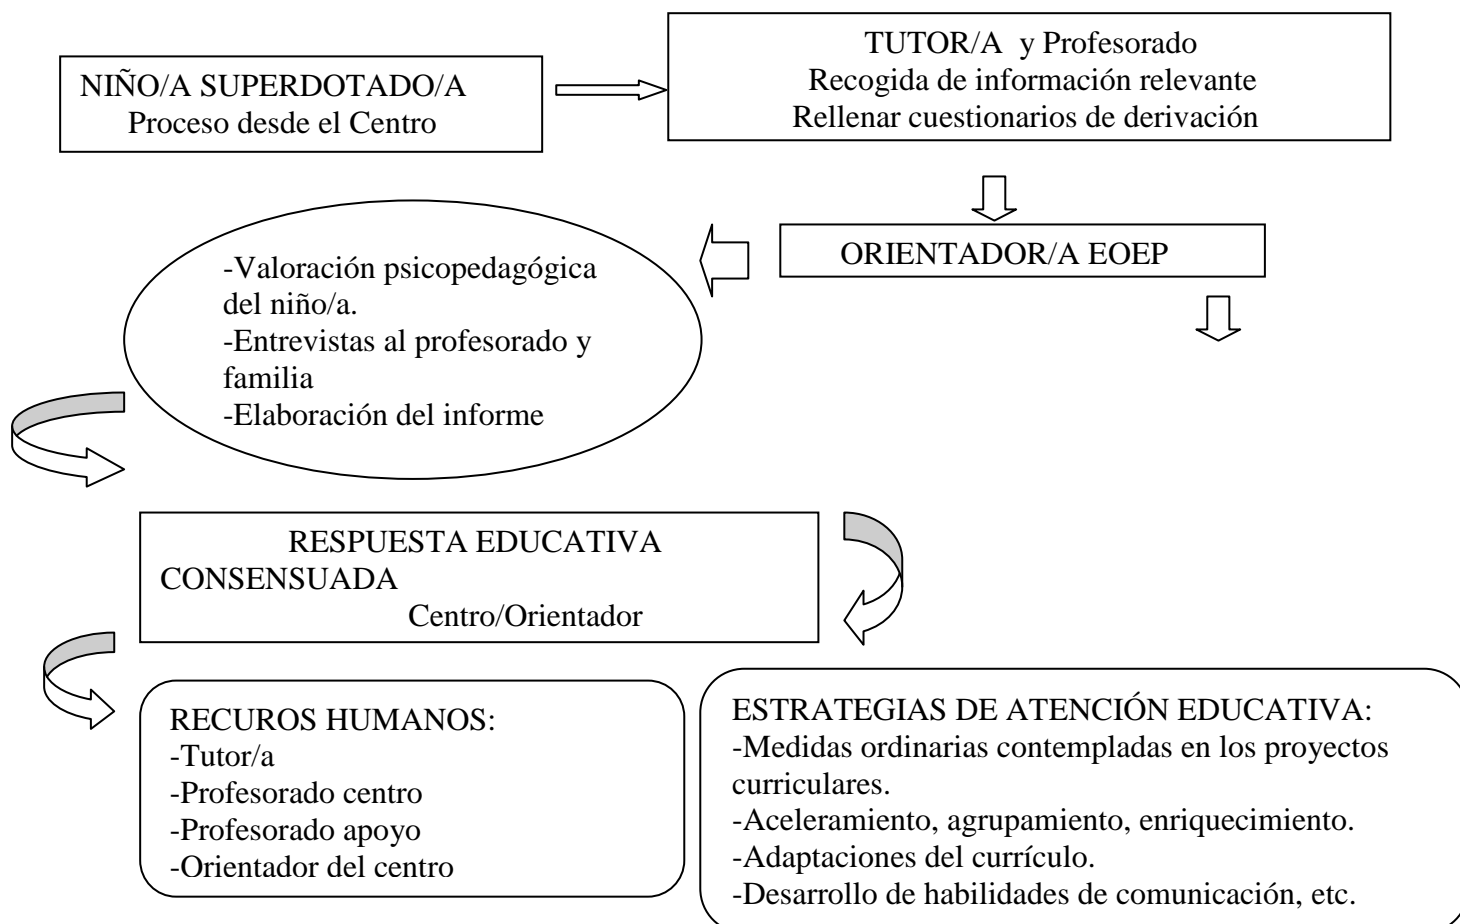 NIÑO/A SUPERDOTADO/A
Proceso desde el Centro
TUTOR/A y Profesorado
Recogida de información relevante
Rellenar cuestionarios de derivación
ORIENTADOR/A EOEP
-Valoración psicopedagógica
del niño/a.
-Entrevistas al profesorado y
familia
-Elaboración del informe
RESPUESTA EDUCATIVA
CONSENSUADA
Centro/Orientador
RECUROS HUMANOS:
-Tutor/a
-Profesorado centro
-Profesorado apoyo
-Orientador del centro
ESTRATEGIAS DE ATENCIÓN EDUCATIVA:
-Medidas ordinarias contempladas en los proyectos
curriculares.
-Aceleramiento, agrupamiento, enriquecimiento.
-Adaptaciones del currículo.
-Desarrollo de habilidades de comunicación, etc.